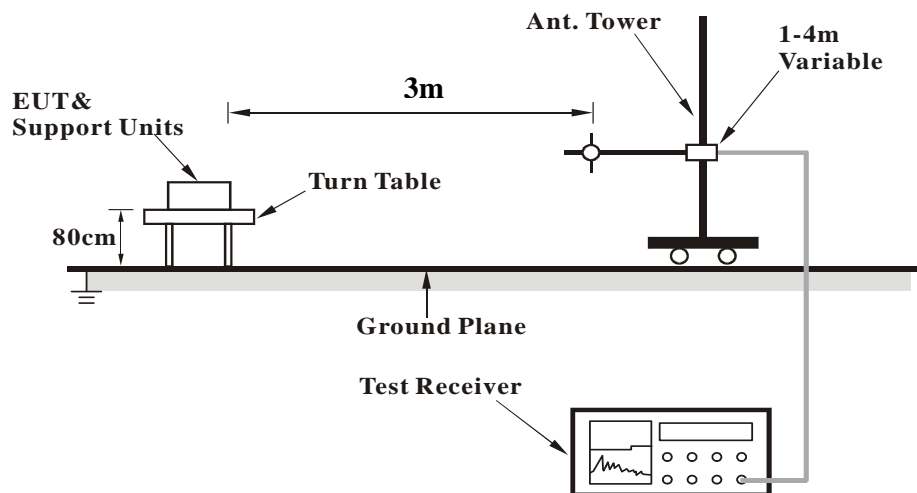 Ant. Tower
1-4m
Variable
3m
EUT&
Support Units
Turn Table
80cm
Ground Plane
Test Receiver